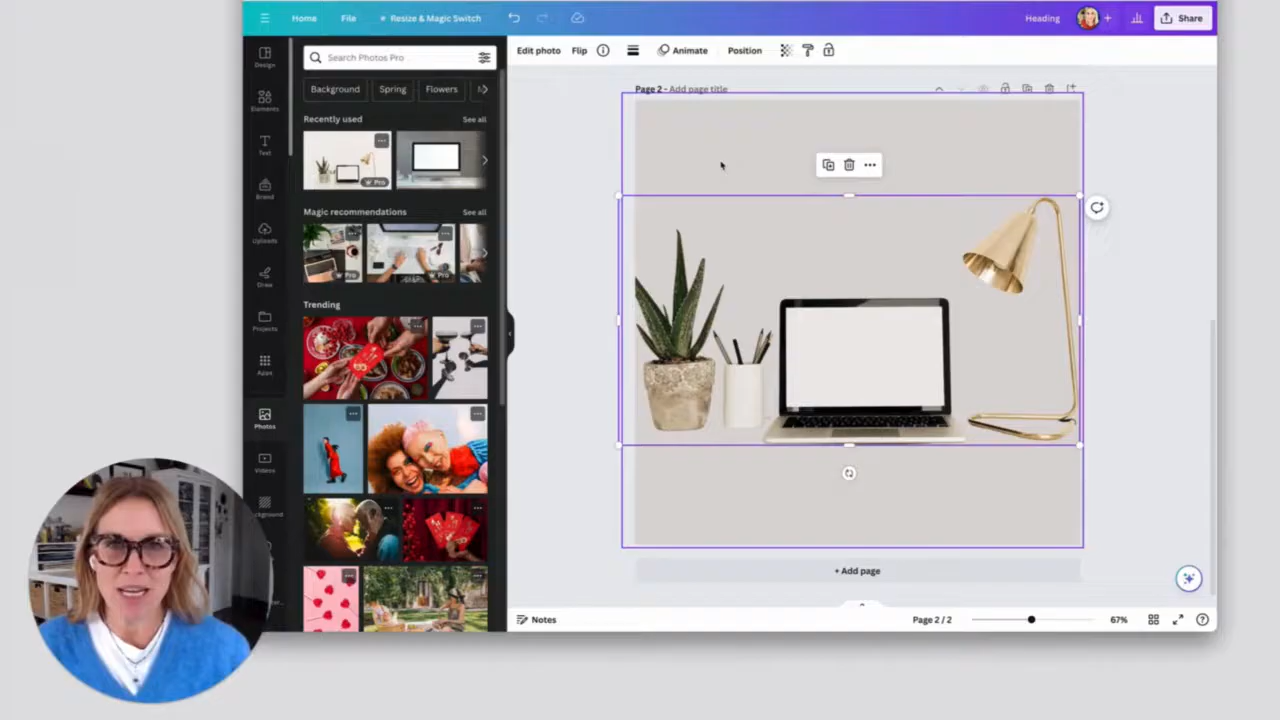 Home File Resize & Magic Switch Heading Share
Edit photo Flip Animate Position
Search Photos Pro
Background Spring Flowers
Recently used See all
Pro
Magic recommendations See all
Pro Pro
Trending
Design
Elements
Text
Brand
Uploads
Draw
Projects
Apps
Photos
Videos
Page 2 - Add page title
+ Add page
Notes
Page 2 / 2 67%